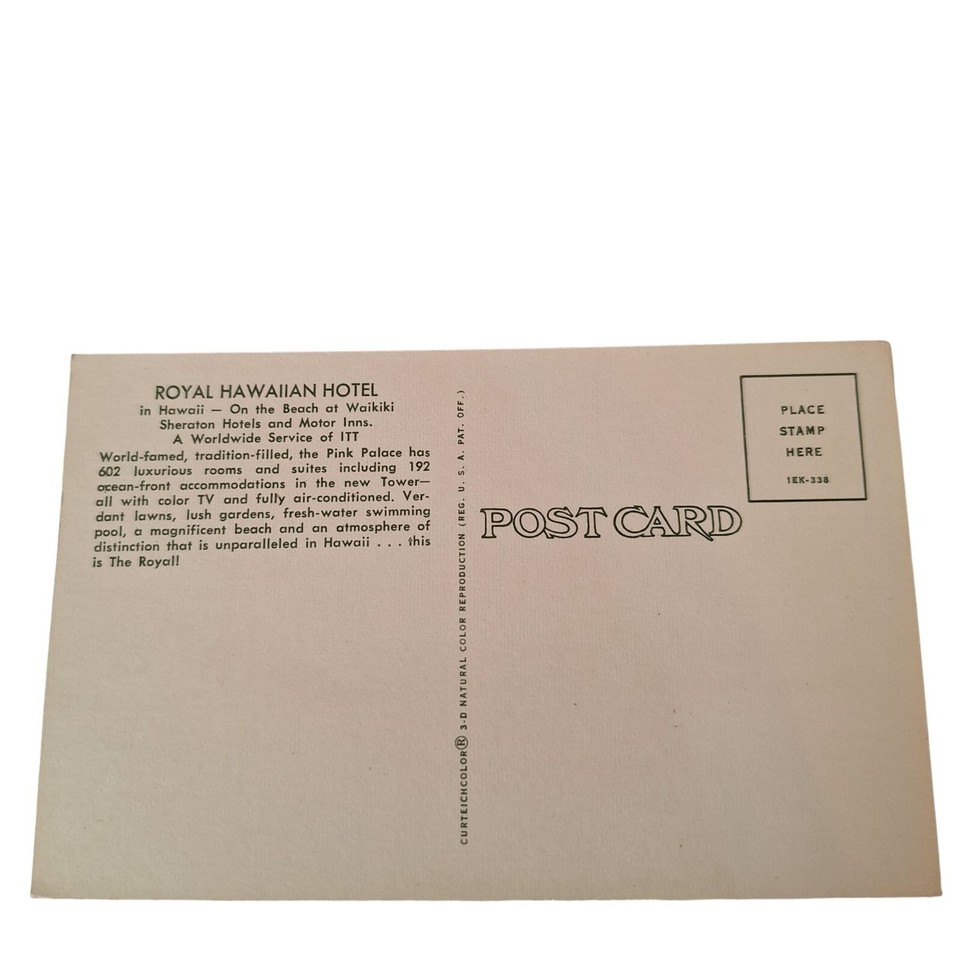 ROYAL HAWAIIAN HOTEL
in Hawaii — On the Beach at Waikiki
Sheraton Hotels and Motor Inns.
A Worldwide Service of ITT
World-famed, tradition-filled, the Pink Palace has
602 luxurious rooms and suites including 192
ocean-front accommodations in the new Tower—
all with color TV and fully air-conditioned. Ver-
dant lawns, lush gardens, fresh-water swimming
pool, a magnificent beach and an atmosphere of
distinction that is unparalleled in Hawaii . . . this
is The Royal!
CURTEICHCOLOR® 3-D NATURAL COLOR REPRODUCTION (REG. U. S. A. PAT. OFF.)
POST CARD
PLACE
STAMP
HERE
1EK-338